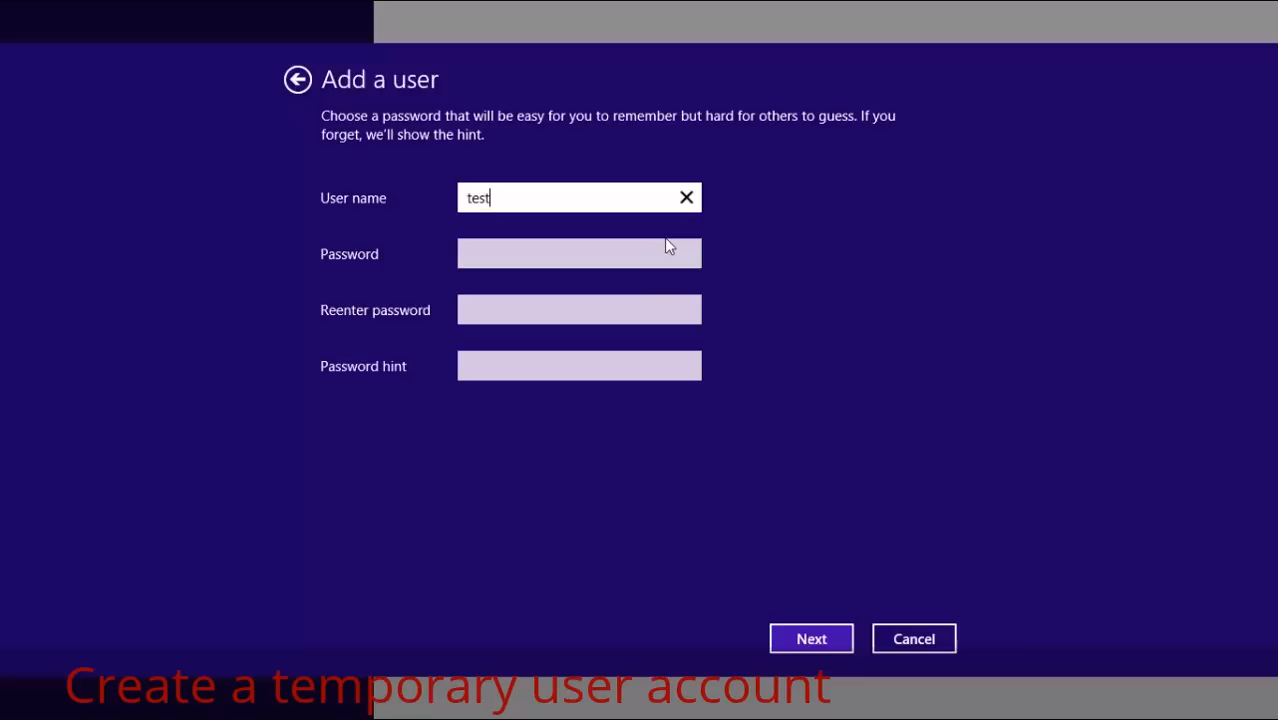 Add a user
Choose a password that will be easy for you to remember but hard for others to guess. If you
forget, we'll show the hint.
User name
test
Password
Reenter password
Password hint
Next
Cancel
Create a temporary user account